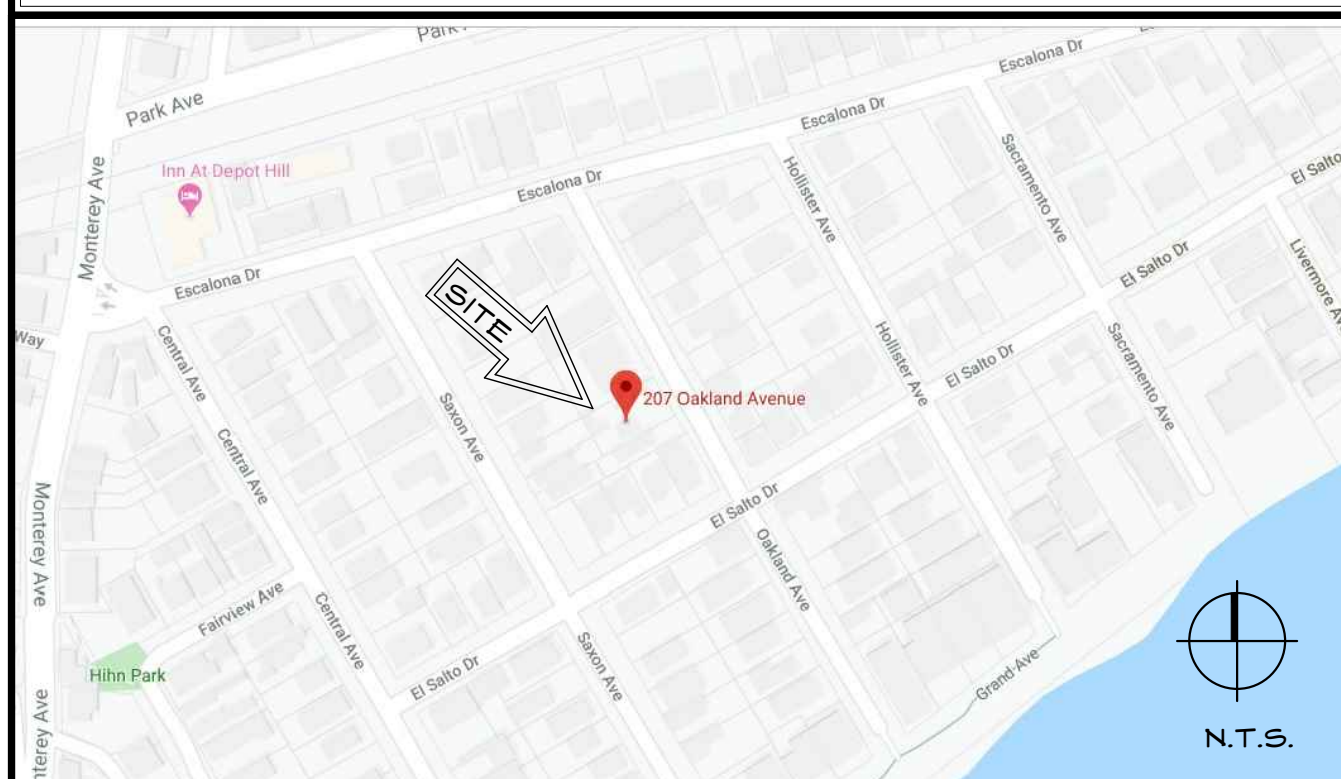 Park
Park Ave
Escalona Dr
Escalona Dr
Escalona Dr
Escalona Dr
Monterey Ave
Inn At Depot Hill
Hollister Ave
Sacramento Ave
El Salto
El Salto Dr
Livermore Av
Way
Central Ave
SITE
207 Oakland Avenue
Hollister Ave
El Salto Dr
Sacramento Ave
Saxon Ave
Central Ave
El Salto Dr
Monterey Ave
Oakland Ave
Fairview Ave
Central Ave
Saxon Ave
El Salto Dr
Hihn Park
Grand Ave
terey Ave
N.T.S.